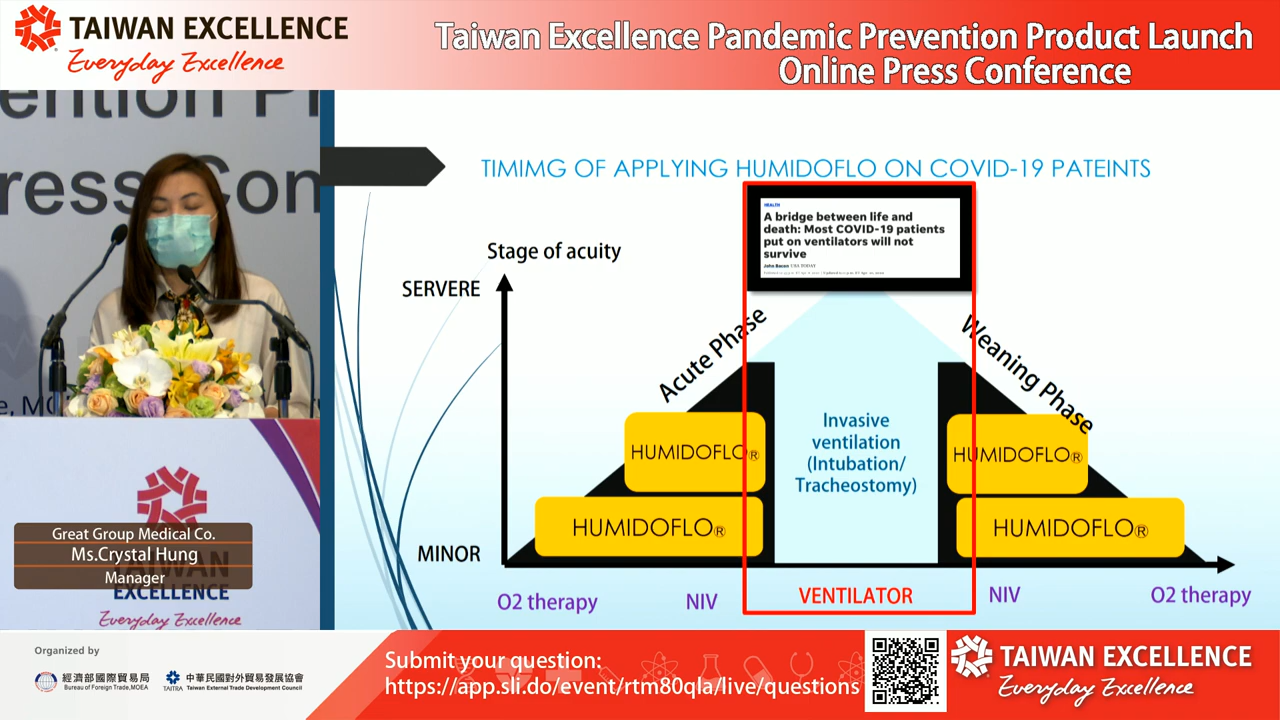 TAIWAN EXCELLENCE
Everyday Excellence
Taiwan Excellence Pandemic Prevention Product Launch
Online Press Conference
ention Pr
ress Con
TIMIMG OF APPLYING HUMIDOFLO ON COVID-19 PATEINTS
HEALTH
A bridge between life and
death: Most COVID-19 patients
put on ventilators will not
survive
John Bacon USA TODAY
Stage of acuity
SERVERE
Acute Phase
Weaning Phase
Invasive
ventilation
(Intubation/
Tracheostomy)
HUMIDOFLO®
HUMIDOFLO®
HUMIDOFLO®
HUMIDOFLO®
MINOR
O2 therapy
NIV
VENTILATOR
NIV
O2 therapy
Great Group Medical Co.
Ms.Crystal Hung
Manager
TAIWAN
EXCELLENCE
Everyday Excellence
Organized by
經濟部國際貿易局
Bureau of Foreign Trade,MOEA
TAITRA
中華民國對外貿易發展協會
Taiwan External Trade Development Council
Submit your question:
https://app.sli.do/event/rtm80qla/live/questions
TAIWAN EXCELLENCE
Everyday Excellence